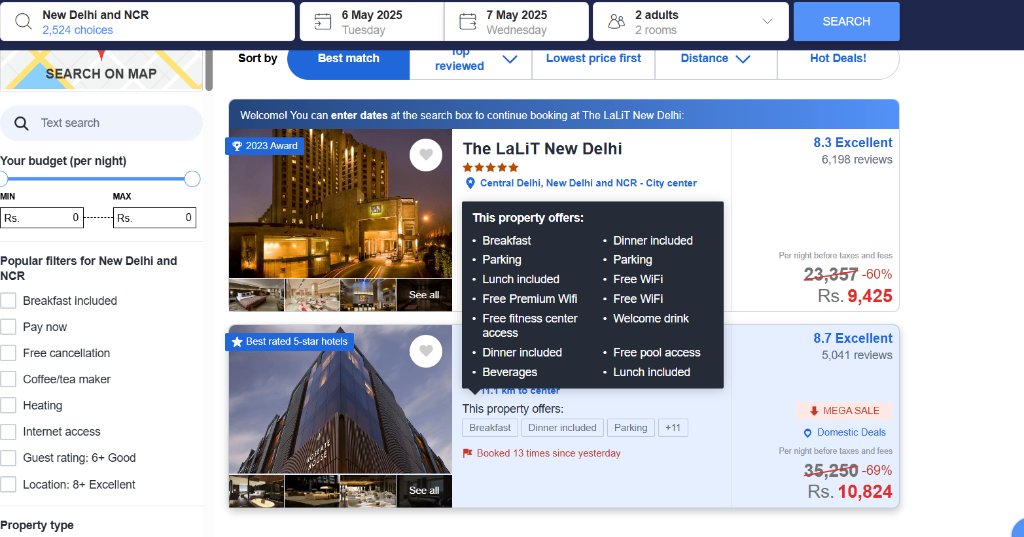 New Delhi and NCR
2,524 choices
6 May 2025
Tuesday
7 May 2025
Wednesday
2 adults
2 rooms
SEARCH
SEARCH ON MAP
Sort by
Best match
Top reviewed
Lowest price first
Distance
Hot Deals!
Text search
Your budget (per night)
MIN
MAX
Rs. 0
Rs. 0
Popular filters for New Delhi and
NCR
Breakfast included
Pay now
Free cancellation
Coffee/tea maker
Heating
Internet access
Guest rating: 6+ Good
Location: 8+ Excellent
Property type
Welcome! You can enter dates at the search box to continue booking at The LaLiT New Delhi:
2023 Award
See all
The LaLiT New Delhi
Central Delhi, New Delhi and NCR - City center
8.3 Excellent
6,198 reviews
Per night before taxes and fees
23,357 -60%
Rs. 9,425
This property offers:
• Breakfast
• Dinner included
• Parking
• Parking
• Lunch included
• Free WiFi
• Free Premium Wifi
• Free WiFi
• Free fitness center
access
• Welcome drink
• Dinner included
• Free pool access
• Beverages
• Lunch included
Best rated 5-star hotels
See all
11.1 km to center
This property offers:
Breakfast
Dinner included
Parking
+11
Booked 13 times since yesterday
8.7 Excellent
5,041 reviews
MEGA SALE
Domestic Deals
Per night before taxes and fees
35,250 -69%
Rs. 10,824